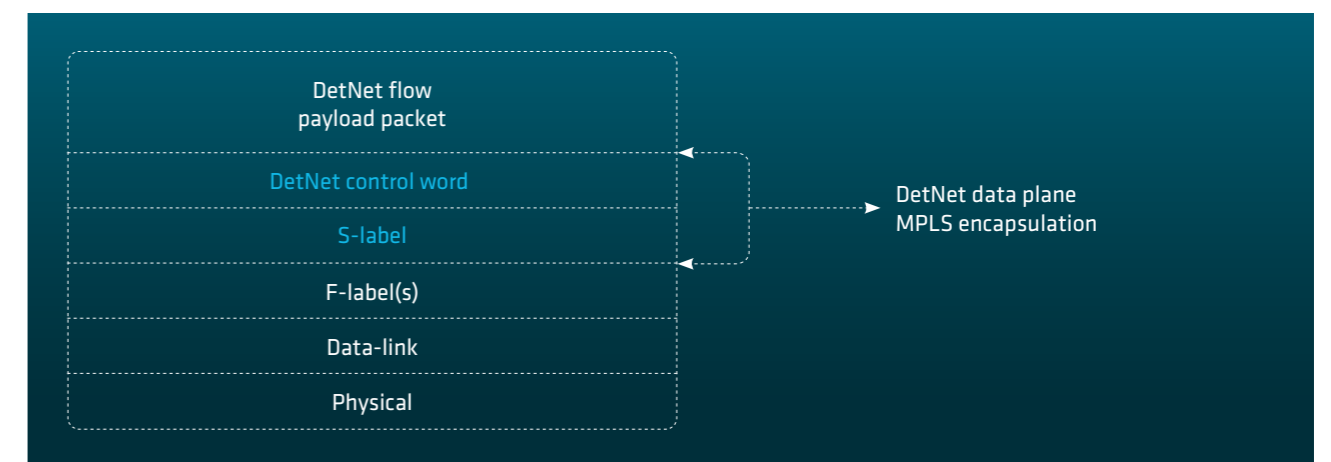 DetNet flow
payload packet
DetNet control word
S-label
F-label(s)
Data-link
Physical
DetNet data plane
MPLS encapsulation